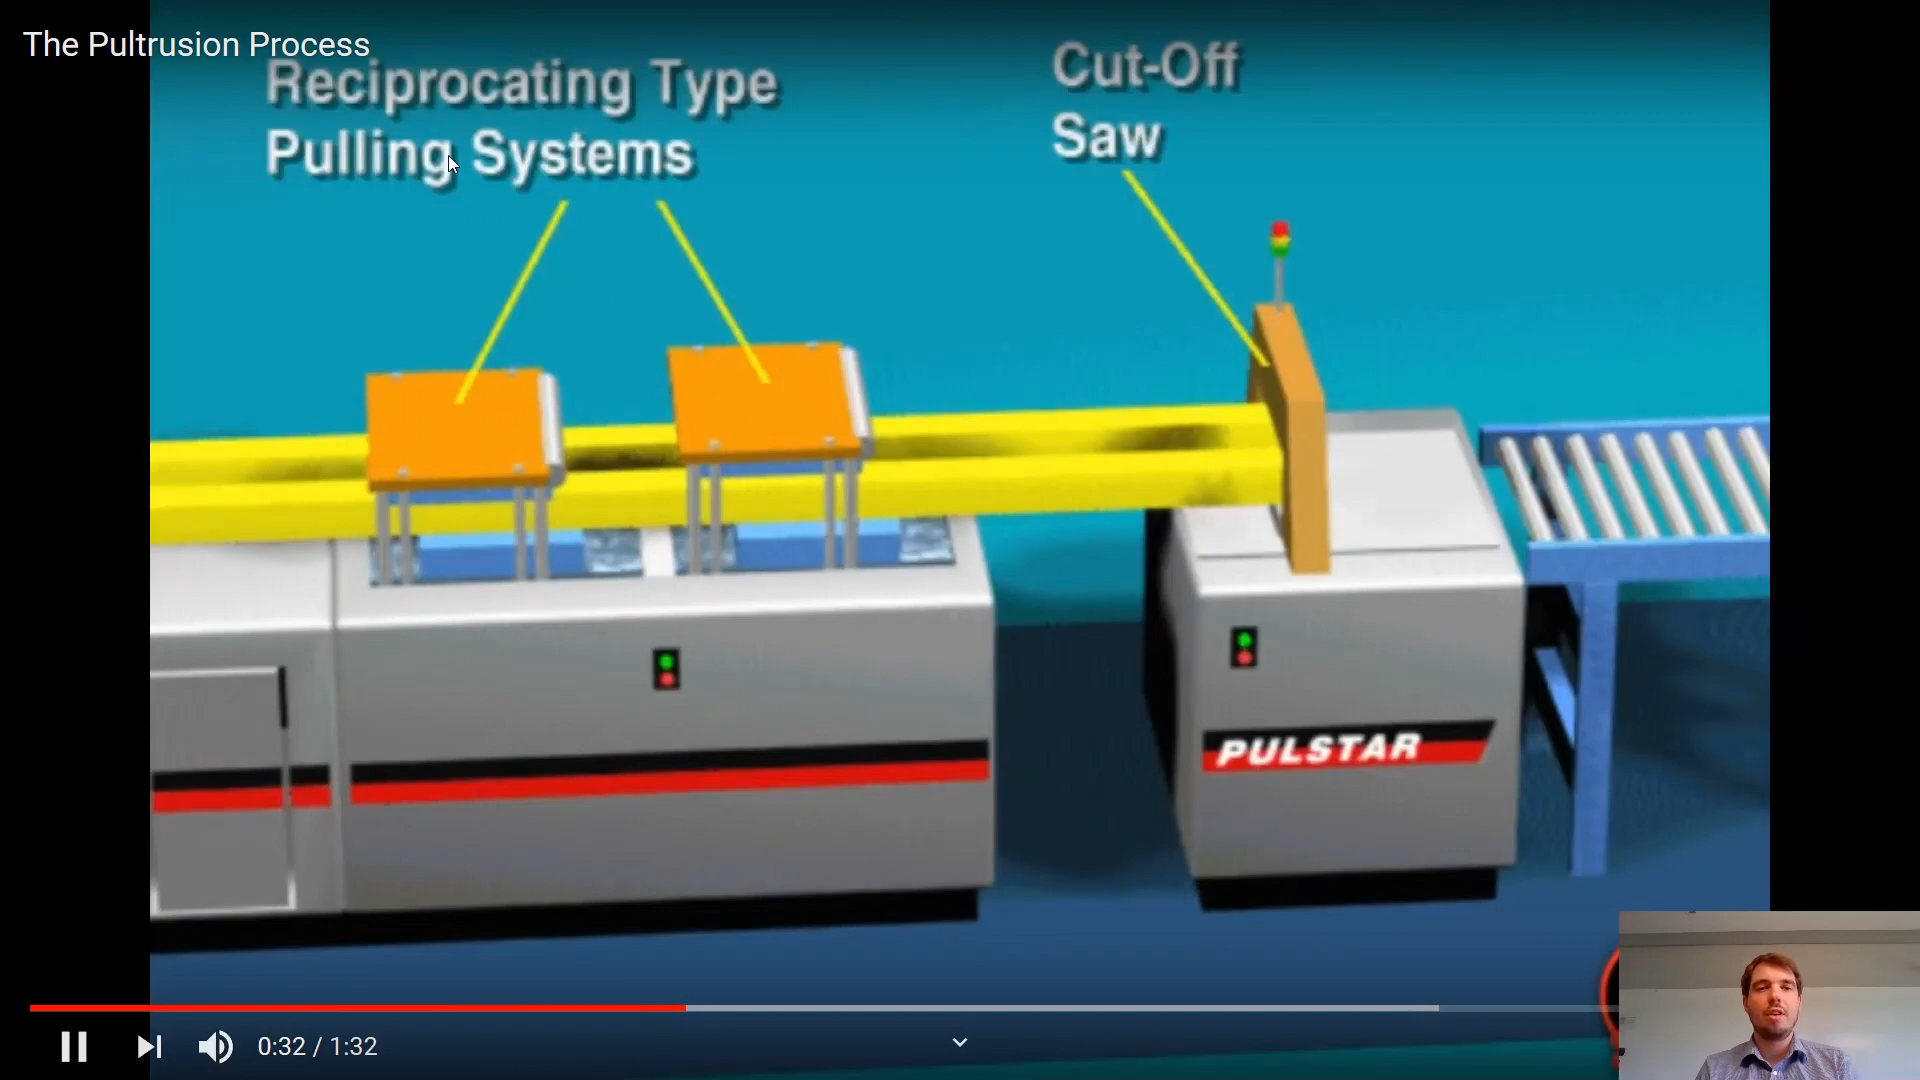 The Pultrusion Process
Reciprocating Type
Pulling Systems
Cut-Off
Saw
PULSTAR
0:32 / 1:32